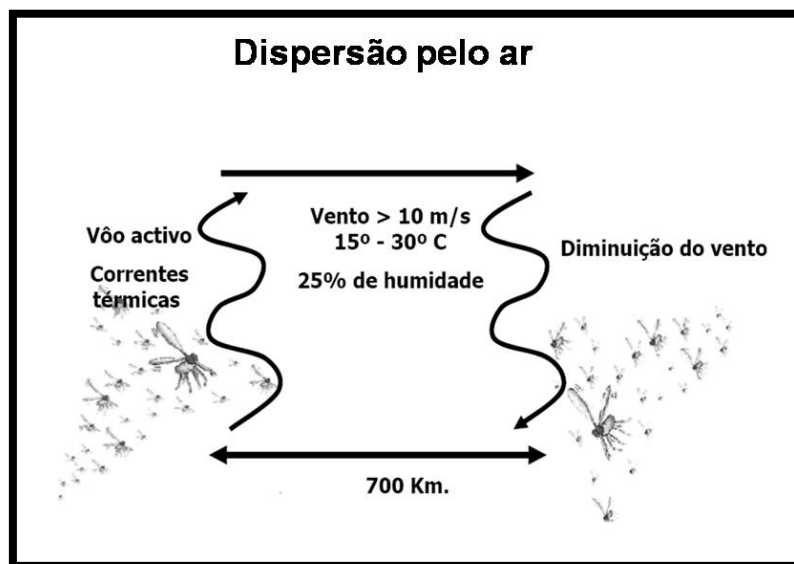 Dispersão pelo ar
Vôo activo
Correntes
térmicas
Vento > 10 m/s
15º - 30º C
25% de humidade
Diminuição do vento
700 Km.